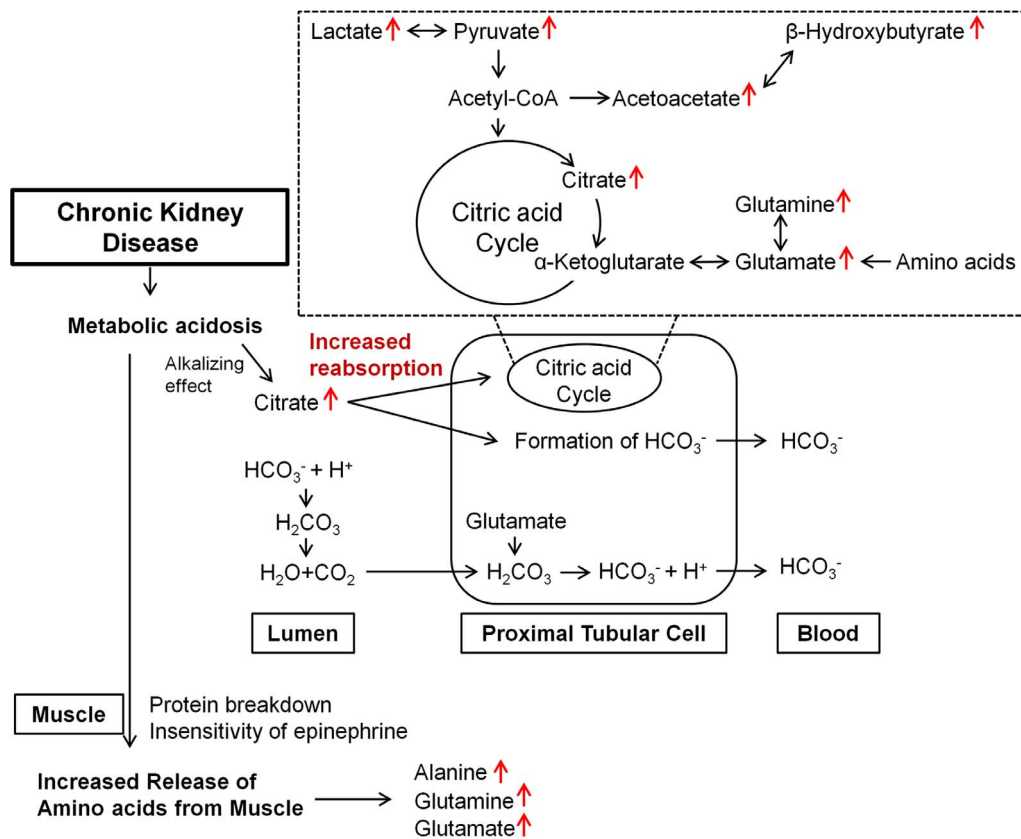 Lactate
Pyruvate
β-Hydroxybutyrate
Acetyl-CoA
Acetoacetate
Citrate
Citric acid
Cycle
Glutamine
α-Ketoglutarate
Glutamate
Amino acids
Chronic Kidney
Disease
Metabolic acidosis
Alkalizing
effect
Increased
reabsorption
Citrate
Citric acid
Cycle
Formation of HCO₃⁻
HCO₃⁻
HCO₃⁻ + H⁺
H₂CO₃
H₂O+CO₂
Glutamate
H₂CO₃
HCO₃⁻ + H⁺
HCO₃⁻
Lumen
Proximal Tubular Cell
Blood
Muscle
Protein breakdown
Insensitivity of epinephrine
Increased Release of
Amino acids from Muscle
Alanine
Glutamine
Glutamate